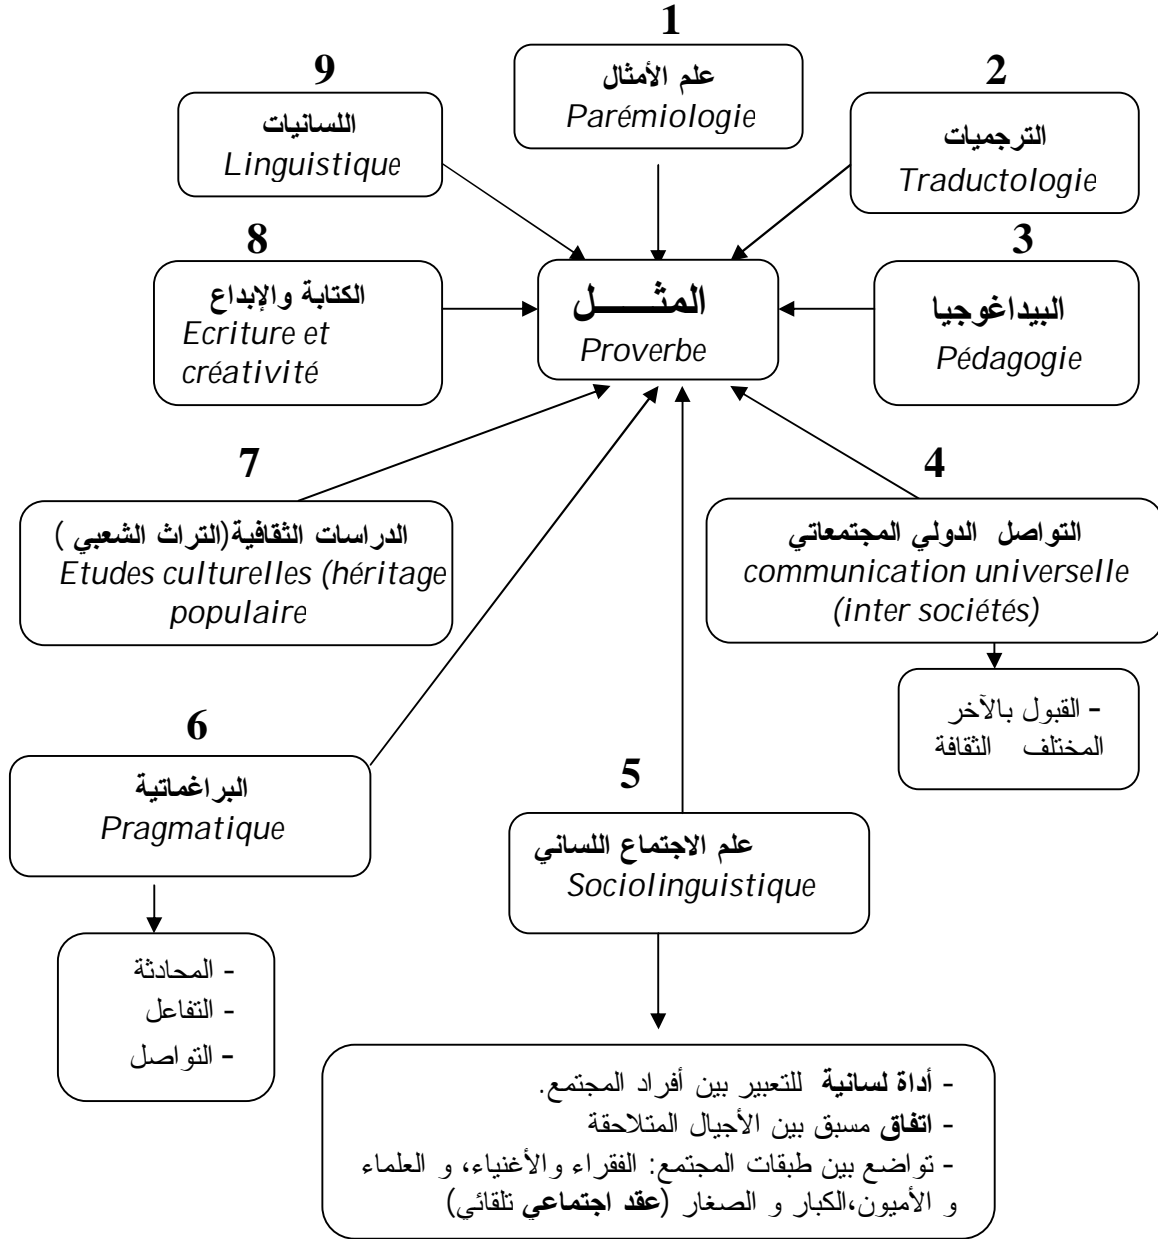 1
علم الأمثال
Parémiologie
2
الترجميات
Traductologie
9
اللسانيات
Linguistique
3
البيداغوجيا
Pédagogie
8
الكتابة والإبداع
Ecriture et
créativité
المثـــــل
Proverbe
4
التواصل الدولي المجتمعاتي
communication universelle
(inter sociétés)
- القبول بالآخر
المختلف الثقافة
7
الدراسات الثقافية(التراث الشعبي )
Etudes culturelles (héritage
populaire
6
البراغماتية
Pragmatique
- المحادثة
- التفاعل
- التواصل
5
علم الاجتماع اللساني
Sociolinguistique
- أداة لسانية للتعبير بين أفراد المجتمع.
- اتفاق مسبق بين الأجيال المتلاحقة
- تواضع بين طبقات المجتمع: الفقراء والأغنياء، و العلماء
و الأميون،الكبار و الصغار (عقد اجتماعي تلقائي)